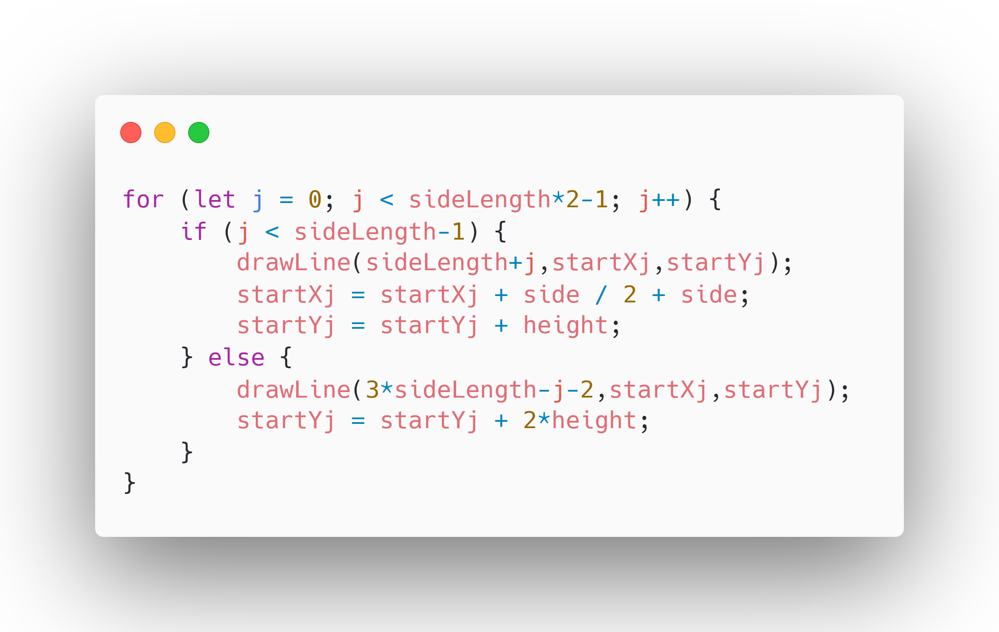 for (let j = 0; j < sideLength*2-1; j++) {
    if (j < sideLength-1) {
        drawLine(sideLength+j,startXj,startYj);
        startXj = startXj + side / 2 + side;
        startYj = startYj + height;
    } else {
        drawLine(3*sideLength-j-2,startXj,startYj);
        startYj = startYj + 2*height;
    }
}